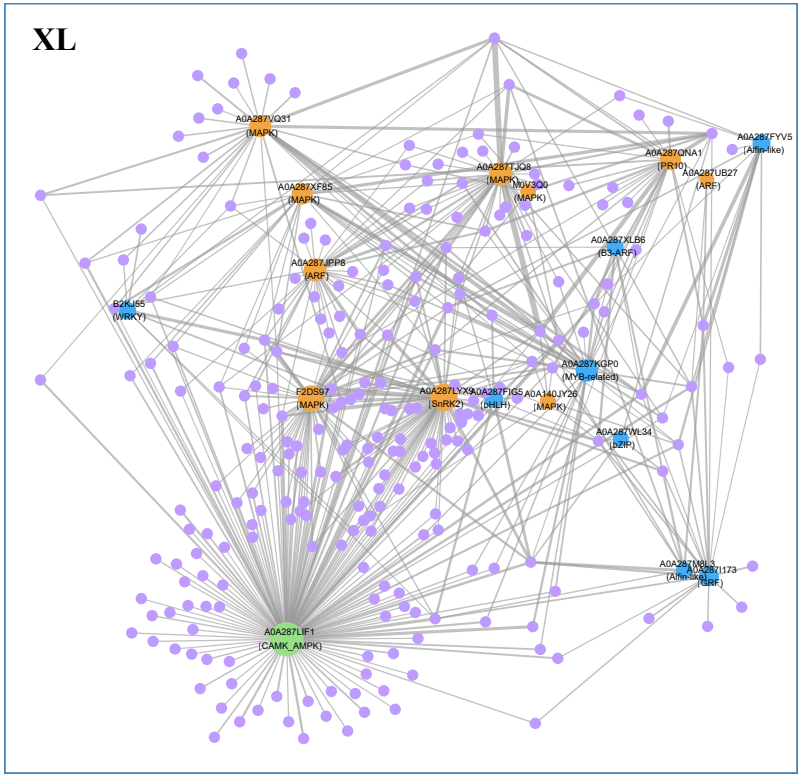 XL
A0A287VQ31
(MAPK)
A0A287FYV5
(Alfin-like)
A0A287QNA1
(PR10)
A0A287UB27
(ARF)
A0A287TJQ8
(MAPK)
M0V3Q0
(MAPK)
A0A287XF85
(MAPK)
A0A287XLB6
(B3-ARF)
A0A287JPP8
(ARF)
B2KJ55
(WRKY)
A0A287KGP0
(MYB-related)
F2DS97
(MAPK)
A0A287LYX9
(SnRK2)
A0A287FIG5
(bHLH)
A0A140JY26
(MAPK)
A0A287WL34
(bZIP)
A0A287M8L3
(Alfin-like)
A0A287I173
(GRF)
A0A287LIF1
(CAMK_AMPK)